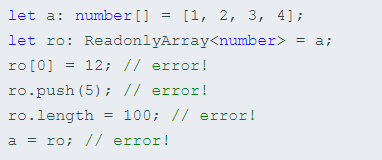 let a: number[] = [1, 2, 3, 4];
let ro: ReadonlyArray<number> = a;
ro[0] = 12; // error!
ro.push(5); // error!
ro.length = 100; // error!
a = ro; // error!